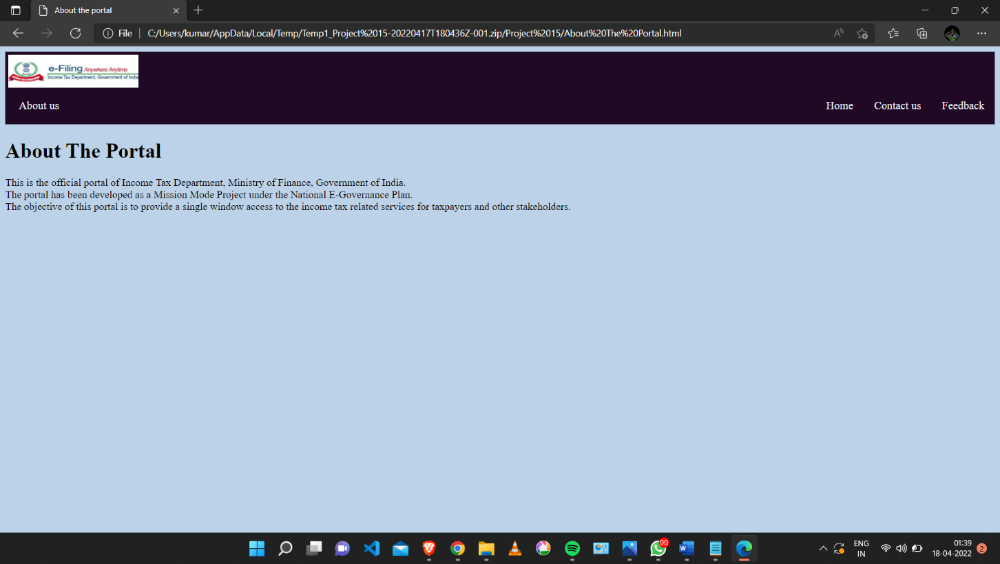 About the portal
File
C:/Users/kumar/AppData/Local/Temp/Temp1_Project%2015-20220417T180436Z-001.zip/Project%2015/About%20The%20Portal.html
e-Filing Anywhere Anytime
Income Tax Department, Government of India
About us
Home
Contact us
Feedback
About The Portal
This is the official portal of Income Tax Department, Ministry of Finance, Government of India.
The portal has been developed as a Mission Mode Project under the National E-Governance Plan.
The objective of this portal is to provide a single window access to the income tax related services for taxpayers and other stakeholders.
99
W
ENG
IN
01:39
18-04-2022
2